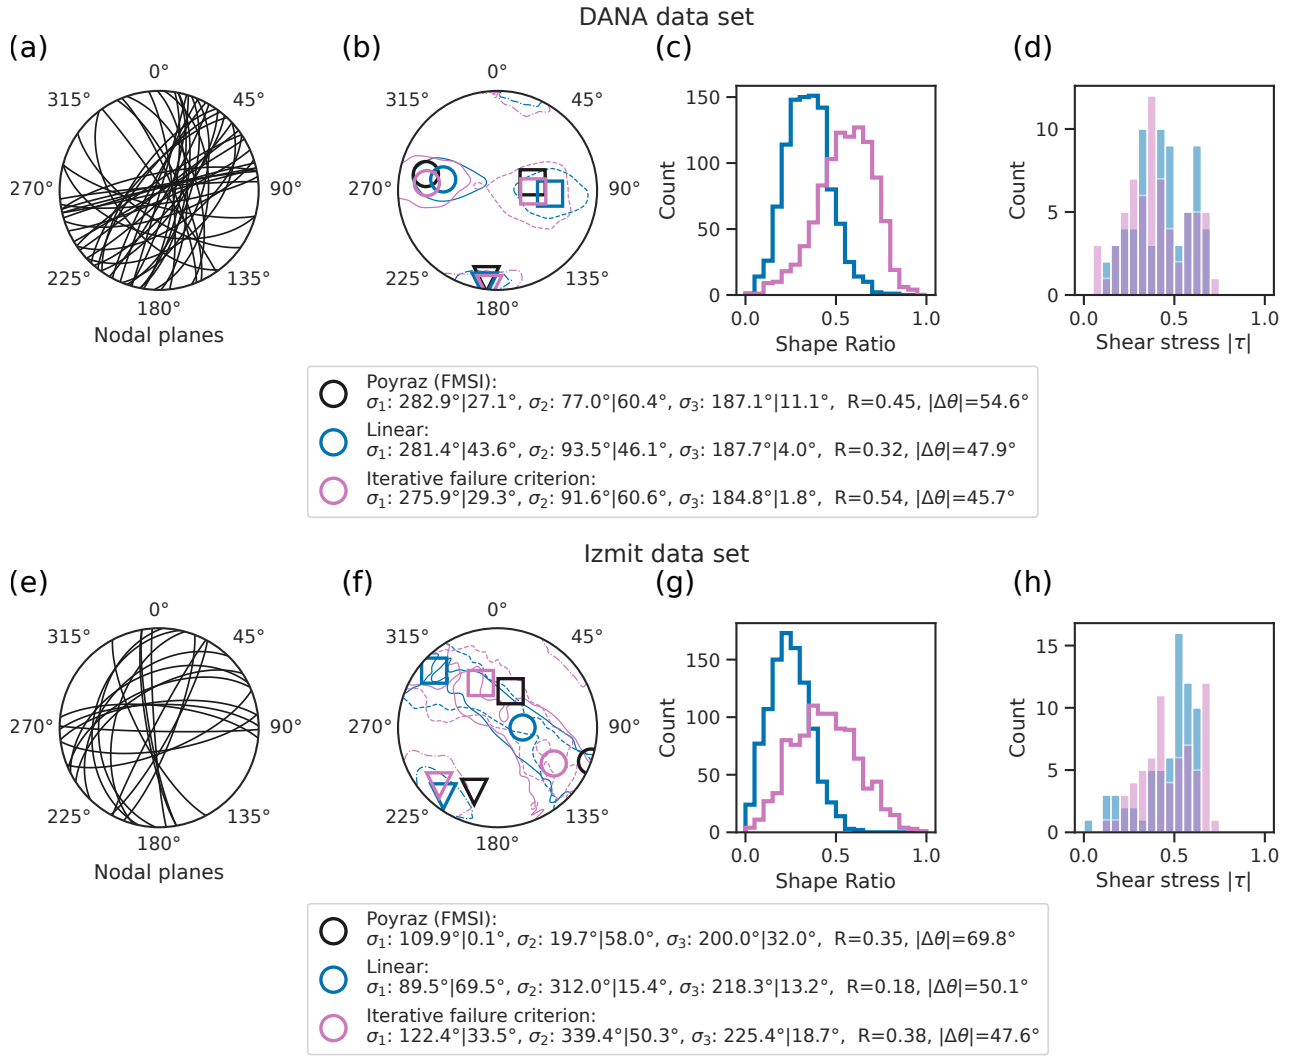 DANA data set
(a) (b) (c) (d)
0° 45° 90° 135° 180° 225° 270° 315°
Nodal planes
0° 45° 90° 135° 180° 225° 270° 315°
Count
150
100
50
0
0.0 0.5 1.0
Shape Ratio
Count
10
5
0
0.0 0.5 1.0
Shear stress |τ|
Poyraz (FMSI):
σ₁: 282.9°|27.1°, σ₂: 77.0°|60.4°, σ₃: 187.1°|11.1°, R=0.45, |Δθ|=54.6°
Linear:
σ₁: 281.4°|43.6°, σ₂: 93.5°|46.1°, σ₃: 187.7°|4.0°, R=0.32, |Δθ|=47.9°
Iterative failure criterion:
σ₁: 275.9°|29.3°, σ₂: 91.6°|60.6°, σ₃: 184.8°|1.8°, R=0.54, |Δθ|=45.7°
Izmit data set
(e) (f) (g) (h)
0° 45° 90° 135° 180° 225° 270° 315°
Nodal planes
0° 45° 90° 135° 180° 225° 270° 315°
Count
150
100
50
0
0.0 0.5 1.0
Shape Ratio
Count
15
10
5
0
0.0 0.5 1.0
Shear stress |τ|
Poyraz (FMSI):
σ₁: 109.9°|0.1°, σ₂: 19.7°|58.0°, σ₃: 200.0°|32.0°, R=0.35, |Δθ|=69.8°
Linear:
σ₁: 89.5°|69.5°, σ₂: 312.0°|15.4°, σ₃: 218.3°|13.2°, R=0.18, |Δθ|=50.1°
Iterative failure criterion:
σ₁: 122.4°|33.5°, σ₂: 339.4°|50.3°, σ₃: 225.4°|18.7°, R=0.38, |Δθ|=47.6°